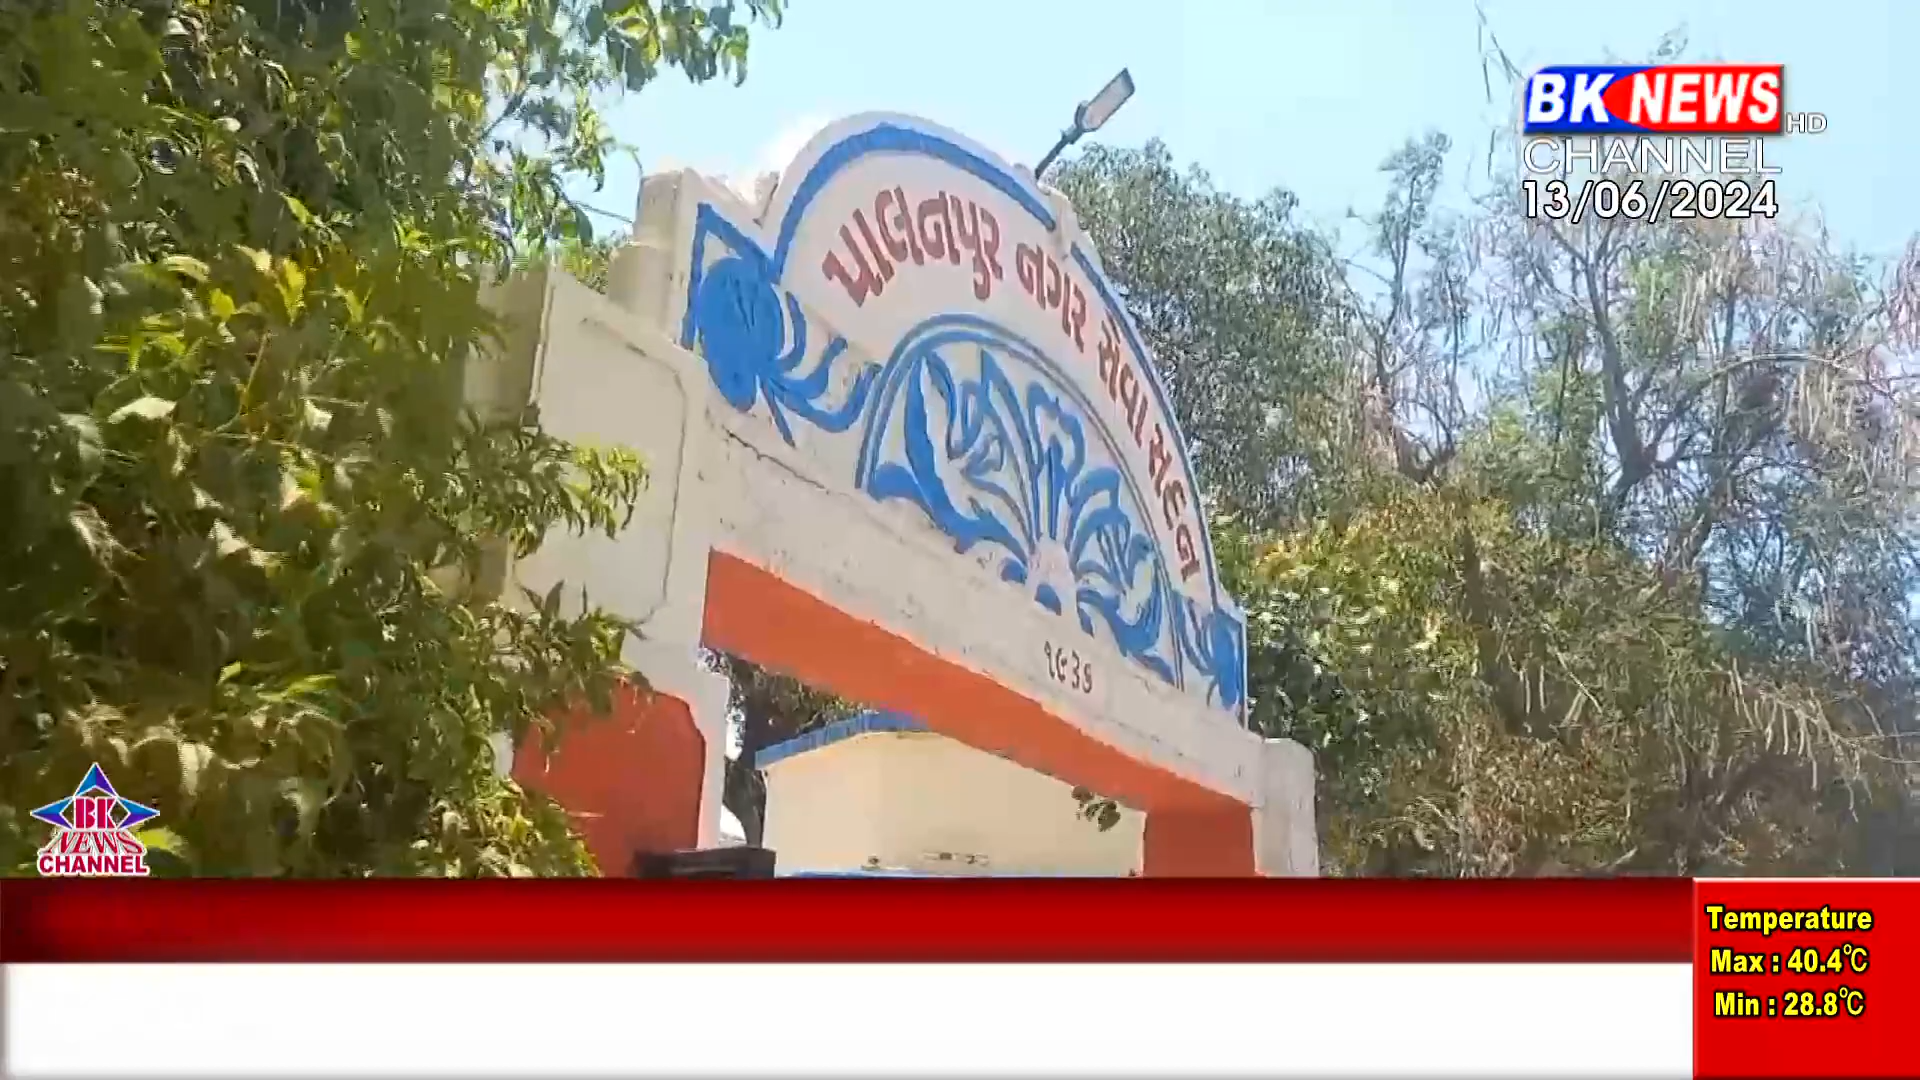 BK NEWS HD
CHANNEL
13/06/2024
પાલનપુર નગર સેવા સદન
૧૯૩૭
BK
NEWS
CHANNEL
Temperature
Max : 40.4℃
Min : 28.8℃